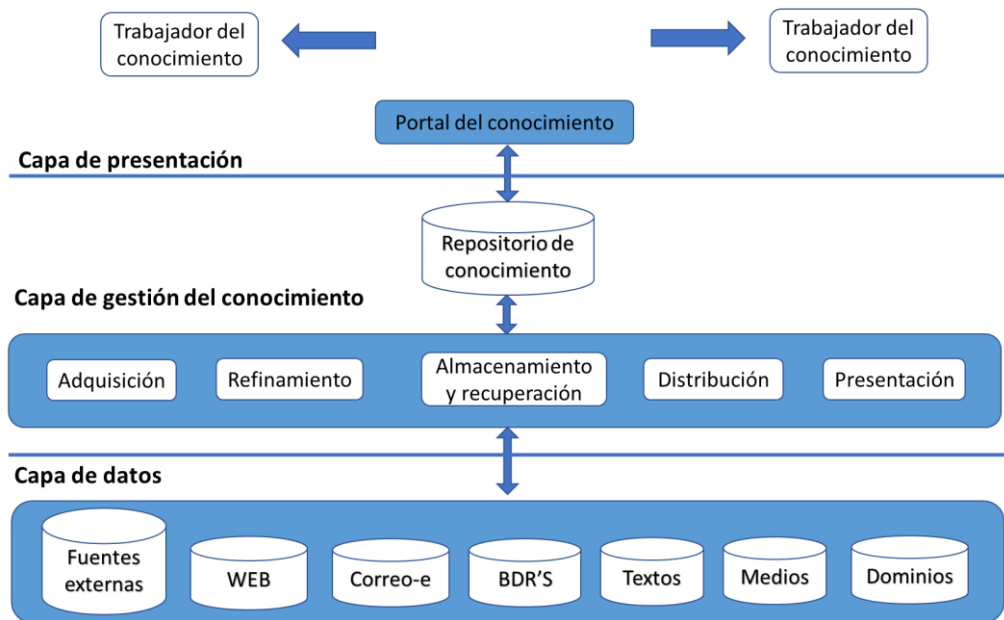 Trabajador del
conocimiento
Trabajador del
conocimiento
Portal del conocimiento
Capa de presentación
Repositorio de
conocimiento
Capa de gestión del conocimiento
Adquisición
Refinamiento
Almacenamiento
y recuperación
Distribución
Presentación
Capa de datos
Fuentes
externas
WEB
Correo-e
BDR'S
Textos
Medios
Dominios